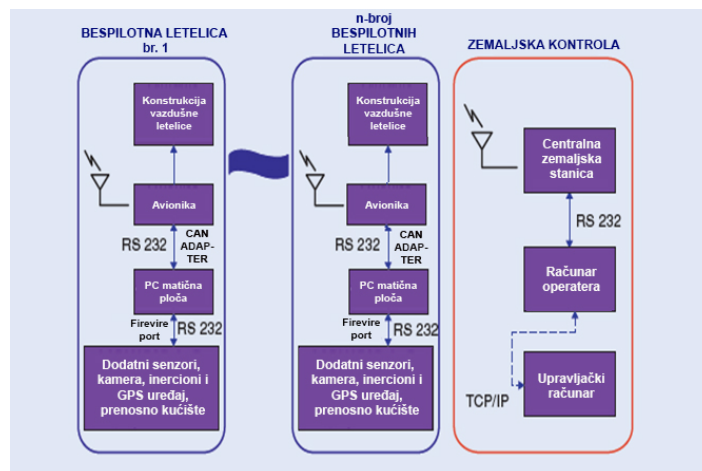 BESPILOTNA LETELICA
br. 1
Konstrukcija
vazdušne
letelice
Avionika
RS 232
CAN
ADAP-
TER
PC matična
ploča
Firevire
port
RS 232
Dodatni senzori,
kamera, inercioni i
GPS uređaj,
prenosno kućište
n-broj
BESPILOTNIH
LETELICA
Konstrukcija
vazdušne
letelice
Avionika
RS 232
CAN
ADAP-
TER
PC matična
ploča
Firevire
port
RS 232
Dodatni senzori,
kamera, inercioni i
GPS uređaj,
prenosno kućište
ZEMALJSKA KONTROLA
Centralna
zemaljska
stanica
RS 232
Računar
operatera
TCP/IP
Upravljački
računar